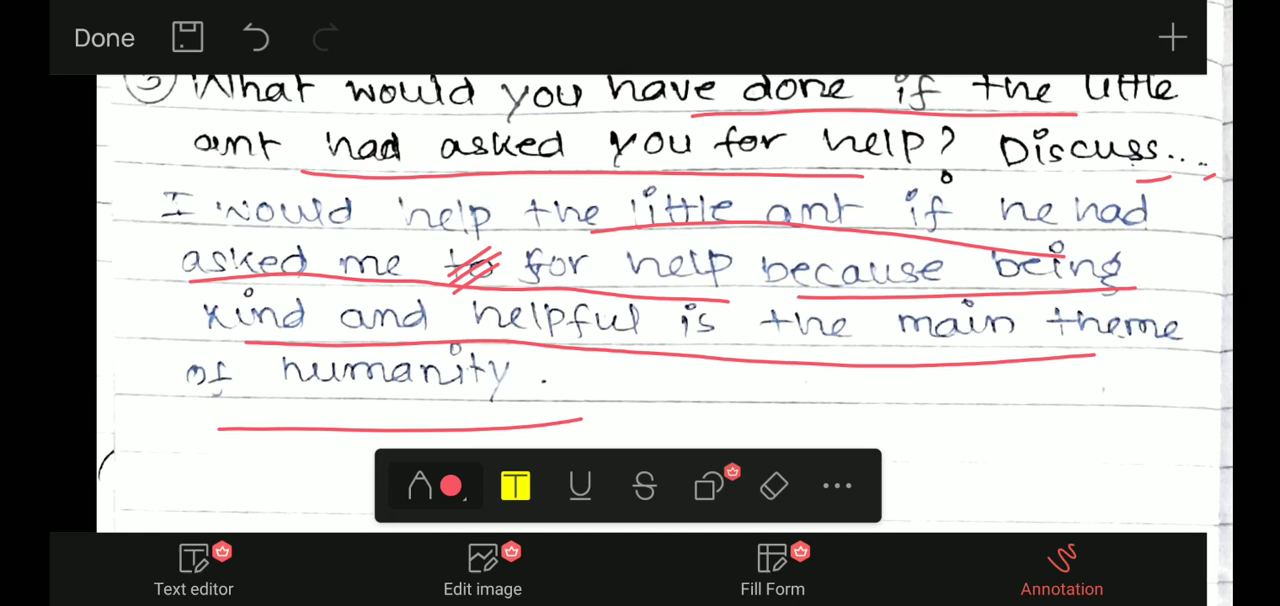 Done
③ What would you have done if the little
ant had asked you for help? Discuss....
I would help the little ant if he had
asked me to for help because being
kind and helpful is the main theme
of humanity.
T U S ...
Text editor Edit image Fill Form Annotation